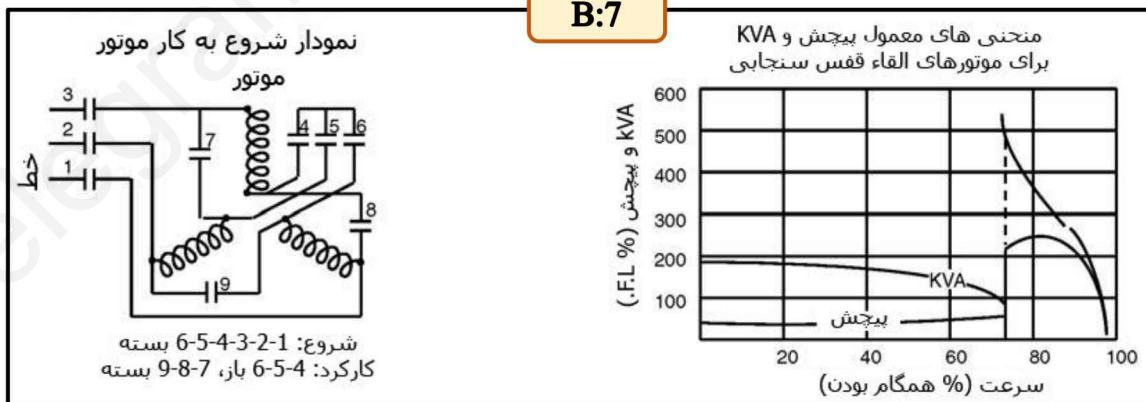 B:7
نمودار شروع به کار موتور
موتور
3
2
1
خط
4
5
6
7
8
9
شروع: 1-2-3-4-5-6 بسته
کارکرد: 4-5-6 باز، 7-8-9 بسته
منحنی های معمول پیچش و KVA
برای موتورهای القاء قفس سنجابی
kVA و پیچش (% F.L.)
600
500
400
300
200
100
KVA
پیچش
20
40
60
80
100
سرعت (% همگام بودن)